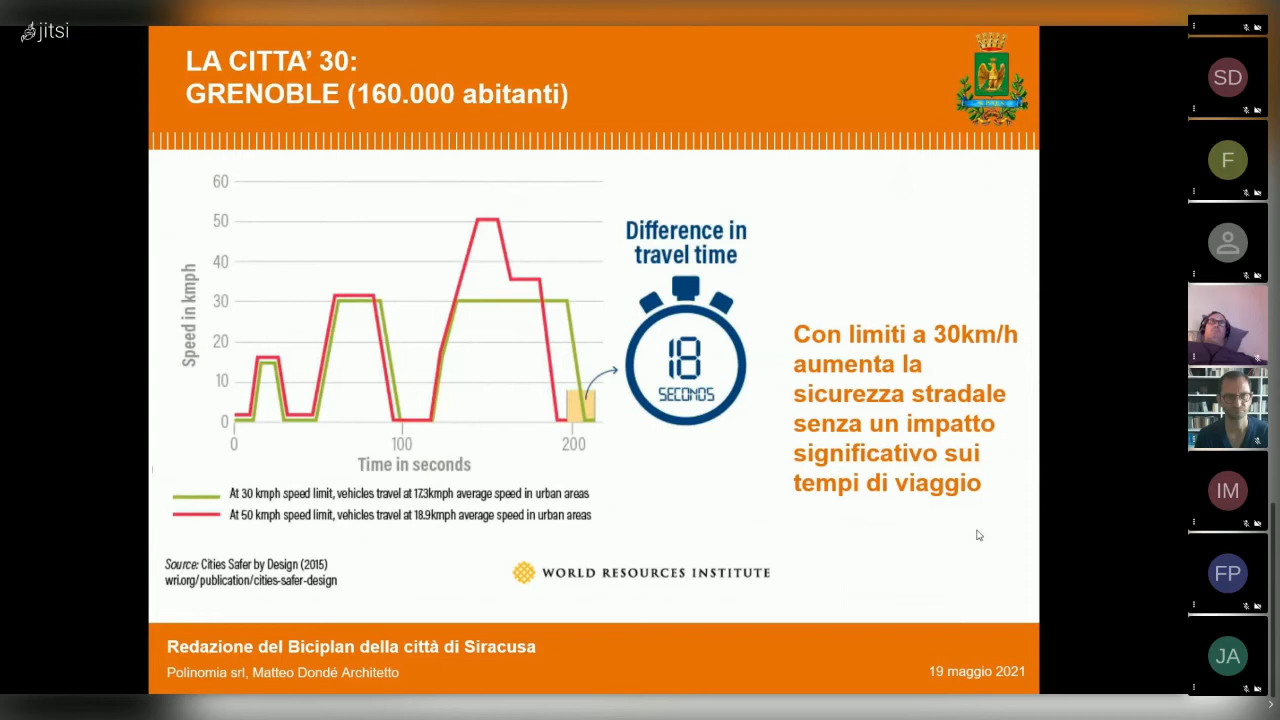 jitsi
LA CITTA' 30:
GRENOBLE (160.000 abitanti)
60
50
40
30
20
10
0
Speed in kmph
0
100
200
Time in seconds
Difference in
travel time
18
SECONDS
Con limiti a 30km/h
aumenta la
sicurezza stradale
senza un impatto
significativo sui
tempi di viaggio
At 30 kmph speed limit, vehicles travel at 17.3kmph average speed in urban areas
At 50 kmph speed limit, vehicles travel at 18.9kmph average speed in urban areas
Source: Cities Safer by Design (2015)
wri.org/publication/cities-safer-design
WORLD RESOURCES INSTITUTE
Redazione del Biciplan della città di Siracusa
Polinomia srl, Matteo Dondé Architetto
19 maggio 2021
SD
F
IM
FP
JA